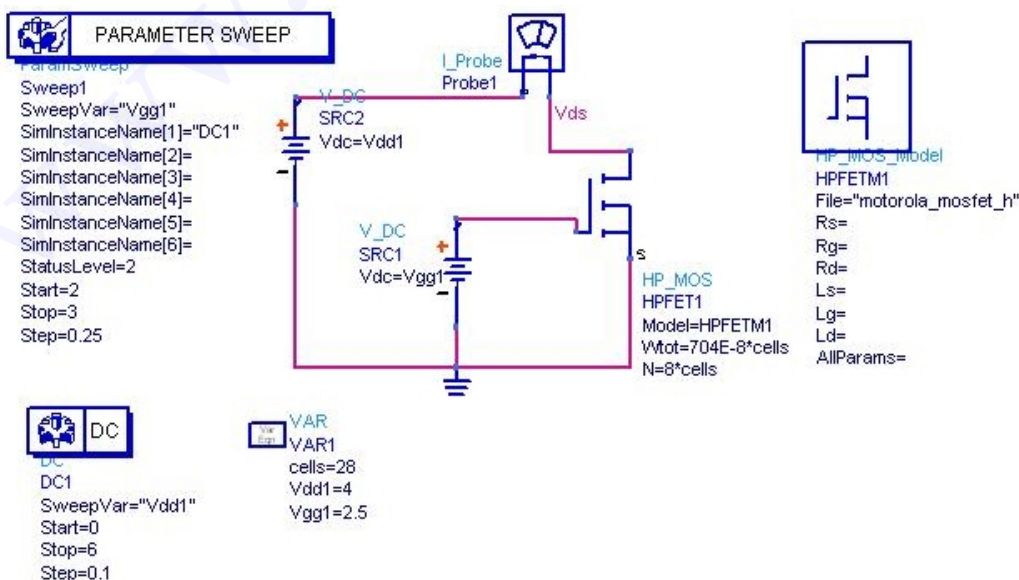 PARAMETER SWEEP
ParamSweep
Sweep1
SweepVar="Vgg1"
SimInstanceName[1]="DC1"
SimInstanceName[2]=
SimInstanceName[3]=
SimInstanceName[4]=
SimInstanceName[5]=
SimInstanceName[6]=
StatusLevel=2
Start=2
Stop=3
Step=0.25
V_DC
SRC2
Vdc=Vdd1
I_Probe
Probe1
Vds
V_DC
SRC1
Vdc=Vgg1
s
HP_MOS
HPFET1
Model=HPFETM1
Wtot=704E-8*cells
N=8*cells
HP_MOS_Model
HPFETM1
File="motorola_mosfet_h"
Rs=
Rg=
Rd=
Ls=
Lg=
Ld=
AllParams=
DC
DC
DC1
SweepVar="Vdd1"
Start=0
Stop=6
Step=0.1
Var
Eqn
VAR
VAR1
cells=28
Vdd1=4
Vgg1=2.5